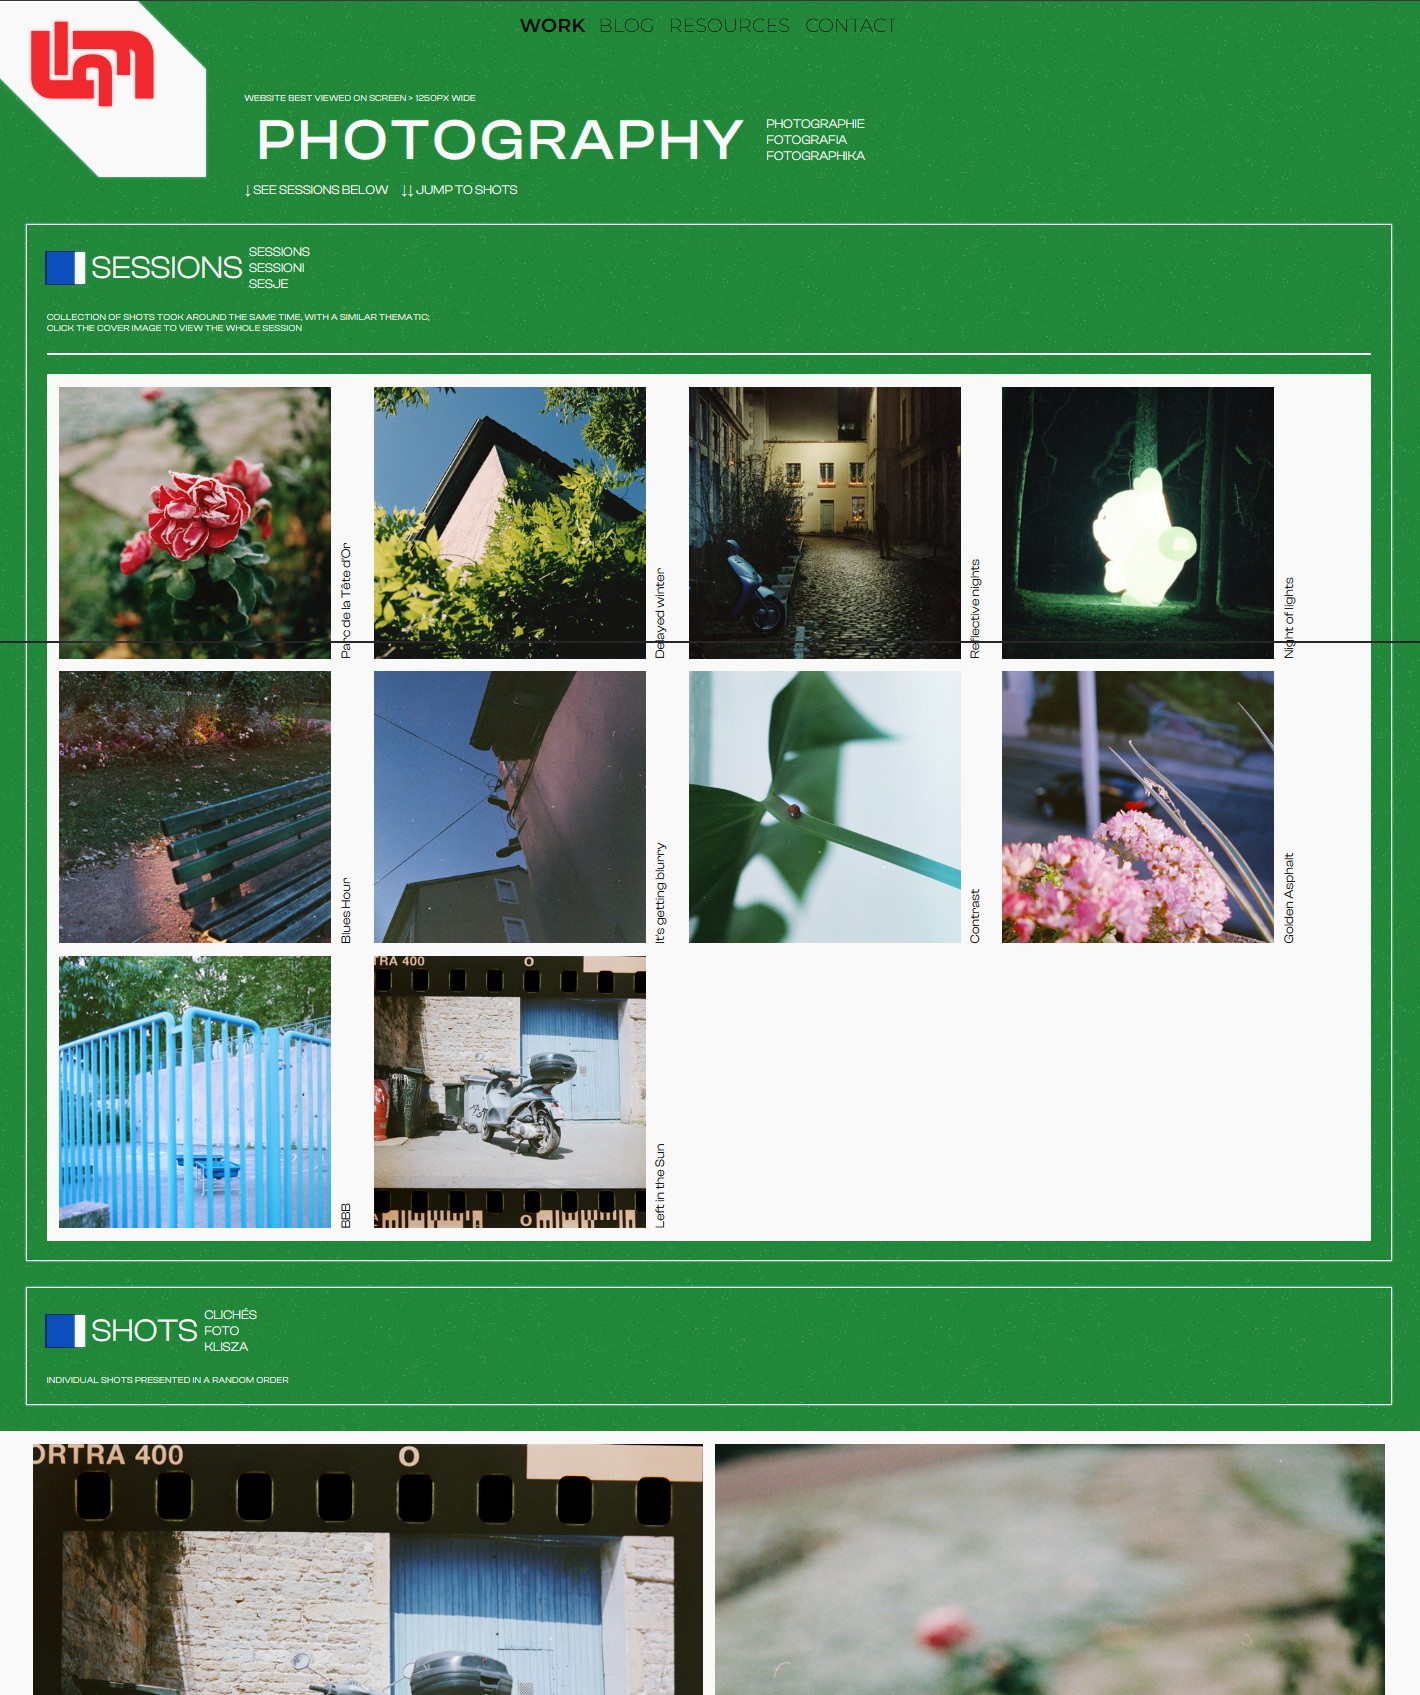 WORK BLOG RESOURCES CONTACT
WEBSITE BEST VIEWED ON SCREEN > 1250PX WIDE
PHOTOGRAPHY
PHOTOGRAPHIE
FOTOGRAFIA
FOTOGRAPHIKA
↓ SEE SESSIONS BELOW ↓↓ JUMP TO SHOTS
SESSIONS
SESSIONS
SESSIONI
SESJE
COLLECTION OF SHOTS TOOK AROUND THE SAME TIME, WITH A SIMILAR THEMATIC;
CLICK THE COVER IMAGE TO VIEW THE WHOLE SESSION
Parc de la Tête d'Or
Delayed winter
Reflective nights
Night of lights
Blues Hour
It's getting blurry
Contrast
Golden Asphalt
BBB
TRA 400 O
O
Left in the Sun
SHOTS
CLICHÉS
FOTO
KLISZA
INDIVIDUAL SHOTS PRESENTED IN A RANDOM ORDER
ORTRA 400 O